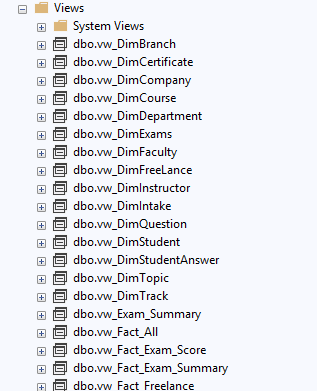 Views
System Views
dbo.vw_DimBranch
dbo.vw_DimCertificate
dbo.vw_DimCompany
dbo.vw_DimCourse
dbo.vw_DimDepartment
dbo.vw_DimExams
dbo.vw_DimFaculty
dbo.vw_DimFreeLance
dbo.vw_DimInstructor
dbo.vw_DimIntake
dbo.vw_DimQuestion
dbo.vw_DimStudent
dbo.vw_DimStudentAnswer
dbo.vw_DimTopic
dbo.vw_DimTrack
dbo.vw_Exam_Summary
dbo.vw_Fact_All
dbo.vw_Fact_Exam_Score
dbo.vw_Fact_Exam_Summary
dbo.vw_Fact_Freelance